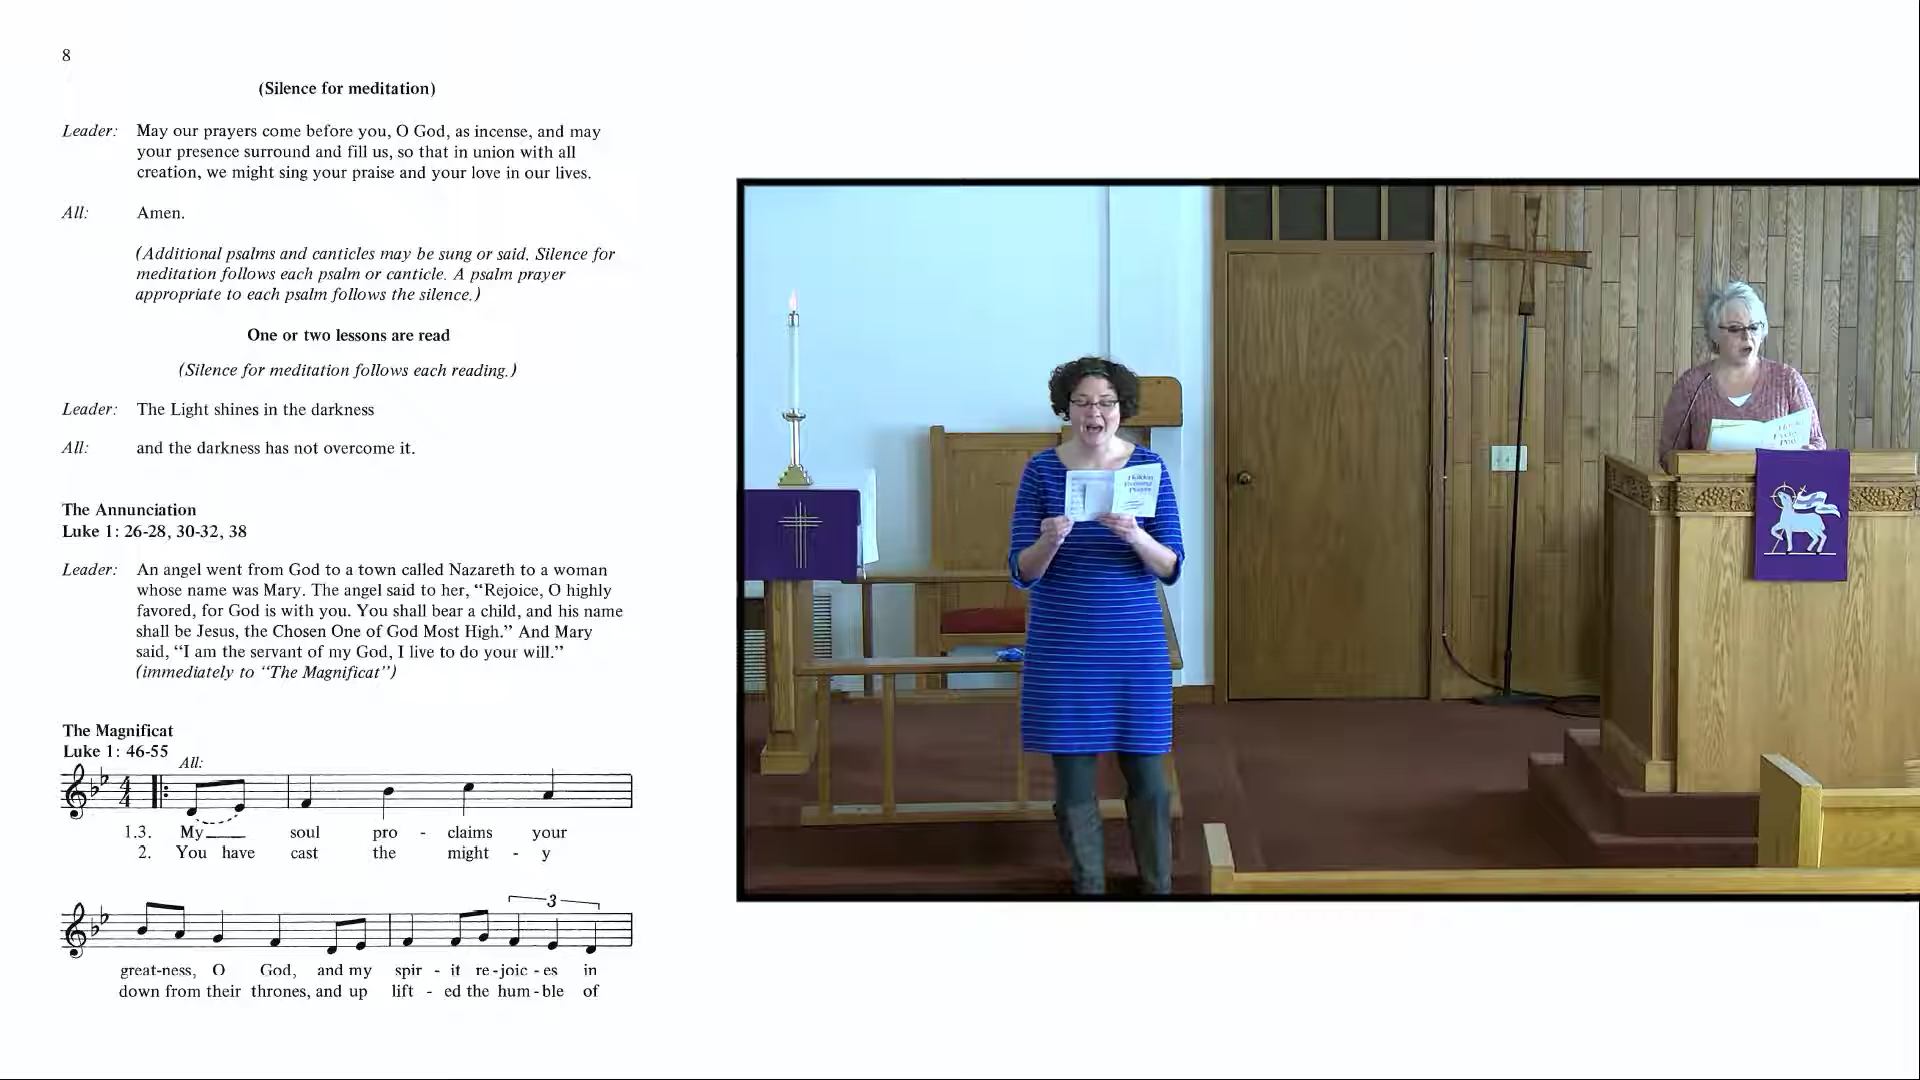 8
(Silence for meditation)
Leader: May our prayers come before you, O God, as incense, and may
your presence surround and fill us, so that in union with all
creation, we might sing your praise and your love in our lives.
All: Amen.
(Additional psalms and canticles may be sung or said. Silence for
meditation follows each psalm or canticle. A psalm prayer
appropriate to each psalm follows the silence.)
One or two lessons are read
(Silence for meditation follows each reading.)
Leader: The Light shines in the darkness
All: and the darkness has not overcome it.
The Annunciation
Luke 1: 26-28, 30-32, 38
Leader: An angel went from God to a town called Nazareth to a woman
whose name was Mary. The angel said to her, “Rejoice, O highly
favored, for God is with you. You shall bear a child, and his name
shall be Jesus, the Chosen One of God Most High.” And Mary
said, “I am the servant of my God, I live to do your will.”
(immediately to “The Magnificat”)
The Magnificat
Luke 1: 46-55
All:
4
4
1.3. My___ soul pro - claims your
2. You have cast the might - y
3
great-ness, O God, and my spir - it re-joic - es in
down from their thrones, and up lift - ed the hum-ble of
Holden
Evening
Prayer